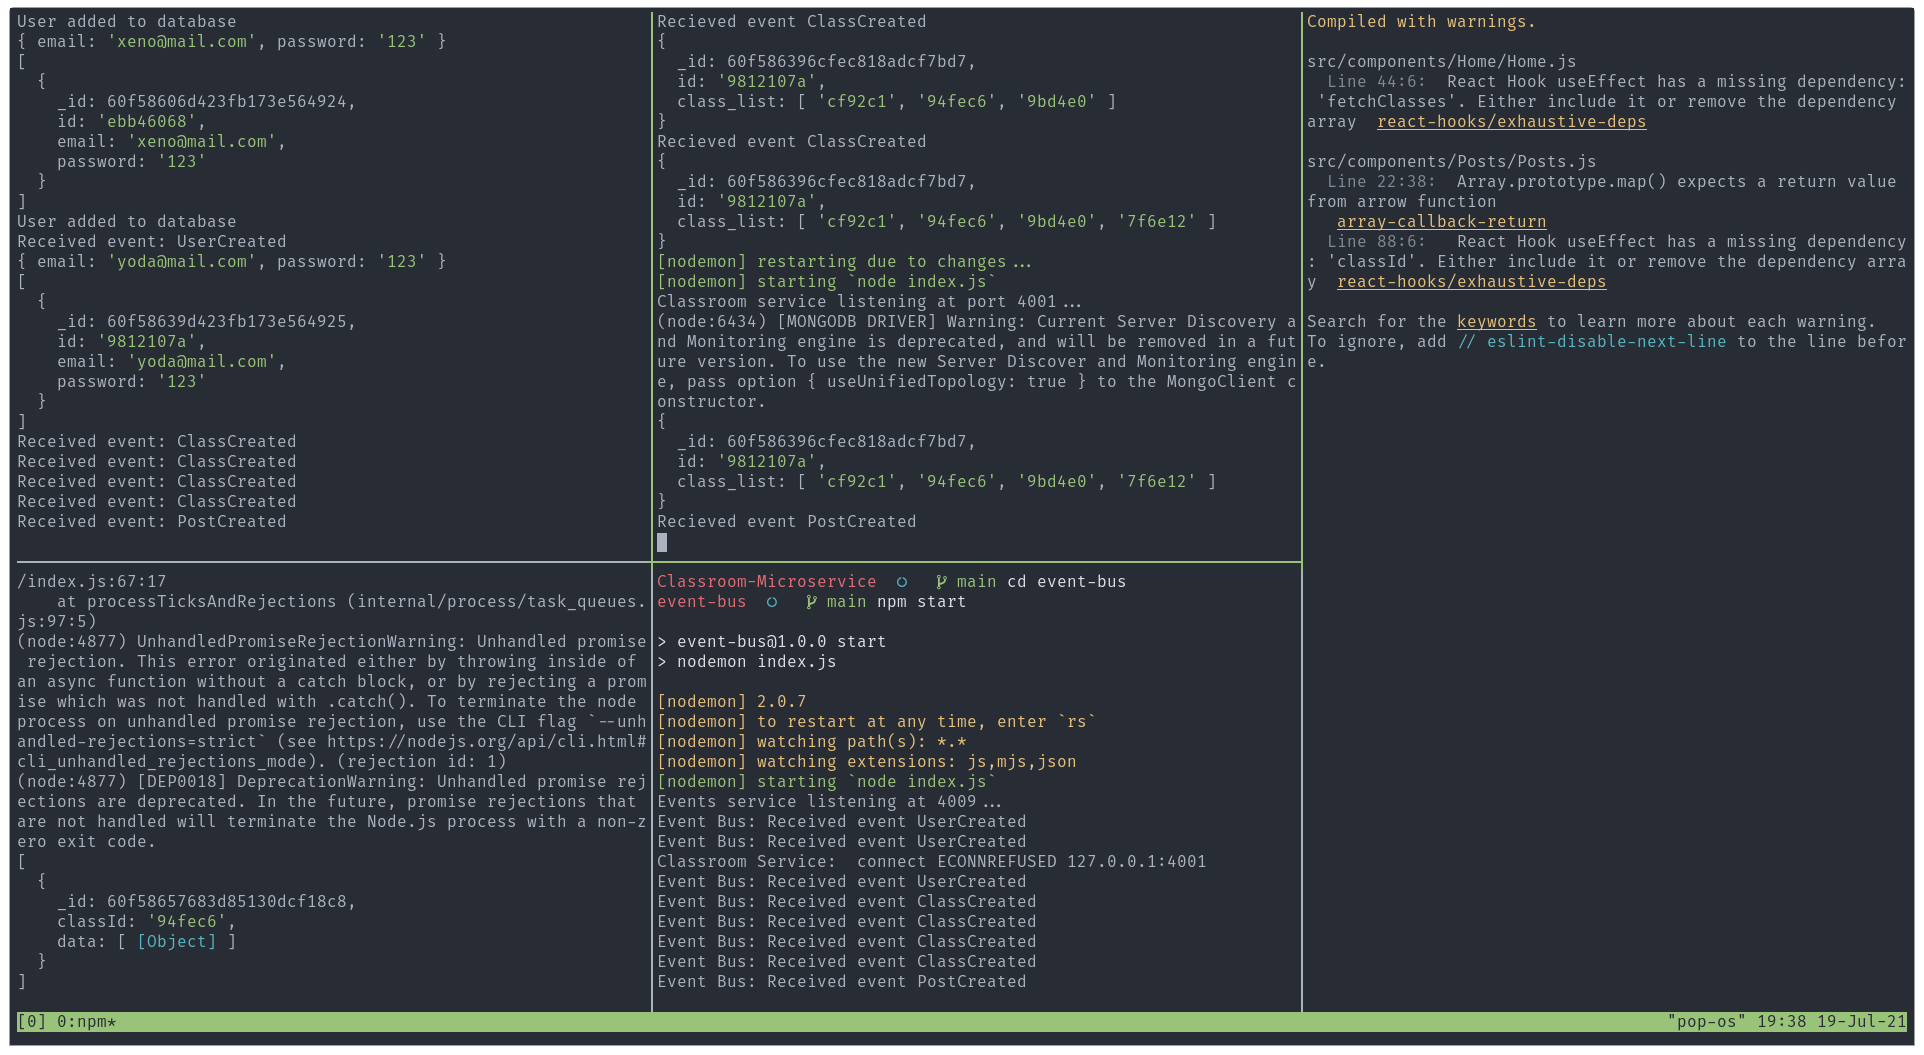 User added to database
{ email: 'xeno@mail.com', password: '123' }
[
  {
    _id: 60f58606d423fb173e564924,
    id: 'ebb46068',
    email: 'xeno@mail.com',
    password: '123'
  }
]
User added to database
Received event: UserCreated
{ email: 'yoda@mail.com', password: '123' }
[
  {
    _id: 60f58639d423fb173e564925,
    id: '9812107a',
    email: 'yoda@mail.com',
    password: '123'
  }
]
Received event: ClassCreated
Received event: ClassCreated
Received event: ClassCreated
Received event: ClassCreated
Received event: PostCreated
Recieved event ClassCreated
{
  _id: 60f586396cfec818adcf7bd7,
  id: '9812107a',
  class_list: [ 'cf92c1', '94fec6', '9bd4e0' ]
}
Recieved event ClassCreated
{
  _id: 60f586396cfec818adcf7bd7,
  id: '9812107a',
  class_list: [ 'cf92c1', '94fec6', '9bd4e0', '7f6e12' ]
}
[nodemon] restarting due to changes...
[nodemon] starting `node index.js`
Classroom service listening at port 4001...
(node:6434) [MONGODB DRIVER] Warning: Current Server Discovery a
nd Monitoring engine is deprecated, and will be removed in a fut
ure version. To use the new Server Discover and Monitoring engin
e, pass option { useUnifiedTopology: true } to the MongoClient c
onstructor.
{
  _id: 60f586396cfec818adcf7bd7,
  id: '9812107a',
  class_list: [ 'cf92c1', '94fec6', '9bd4e0', '7f6e12' ]
}
Recieved event PostCreated
Compiled with warnings.
src/components/Home/Home.js
  Line 44:6:  React Hook useEffect has a missing dependency:
 'fetchClasses'. Either include it or remove the dependency
array  react-hooks/exhaustive-deps
src/components/Posts/Posts.js
  Line 22:38:  Array.prototype.map() expects a return value
from arrow function
   array-callback-return
  Line 88:6:   React Hook useEffect has a missing dependency
: 'classId'. Either include it or remove the dependency arra
y  react-hooks/exhaustive-deps
Search for the keywords to learn more about each warning.
To ignore, add // eslint-disable-next-line to the line befor
e.
/index.js:67:17
    at processTicksAndRejections (internal/process/task_queues.
js:97:5)
(node:4877) UnhandledPromiseRejectionWarning: Unhandled promise
 rejection. This error originated either by throwing inside of
an async function without a catch block, or by rejecting a prom
ise which was not handled with .catch(). To terminate the node
process on unhandled promise rejection, use the CLI flag `--unh
andled-rejections=strict` (see https://nodejs.org/api/cli.html#
cli_unhandled_rejections_mode). (rejection id: 1)
(node:4877) [DEP0018] DeprecationWarning: Unhandled promise rej
ections are deprecated. In the future, promise rejections that
are not handled will terminate the Node.js process with a non-z
ero exit code.
[
  {
    _id: 60f58657683d85130dcf18c8,
    classId: '94fec6',
    data: [ [Object] ]
  }
]
Classroom-Microservice main cd event-bus
event-bus main npm start
> event-bus@1.0.0 start
> nodemon index.js
[nodemon] 2.0.7
[nodemon] to restart at any time, enter `rs`
[nodemon] watching path(s): *.*
[nodemon] watching extensions: js,mjs,json
[nodemon] starting `node index.js`
Events service listening at 4009...
Event Bus: Received event UserCreated
Event Bus: Received event UserCreated
Classroom Service:  connect ECONNREFUSED 127.0.0.1:4001
Event Bus: Received event UserCreated
Event Bus: Received event ClassCreated
Event Bus: Received event ClassCreated
Event Bus: Received event ClassCreated
Event Bus: Received event ClassCreated
Event Bus: Received event PostCreated
[0] 0:npm*
"pop-os" 19:38 19-Jul-21